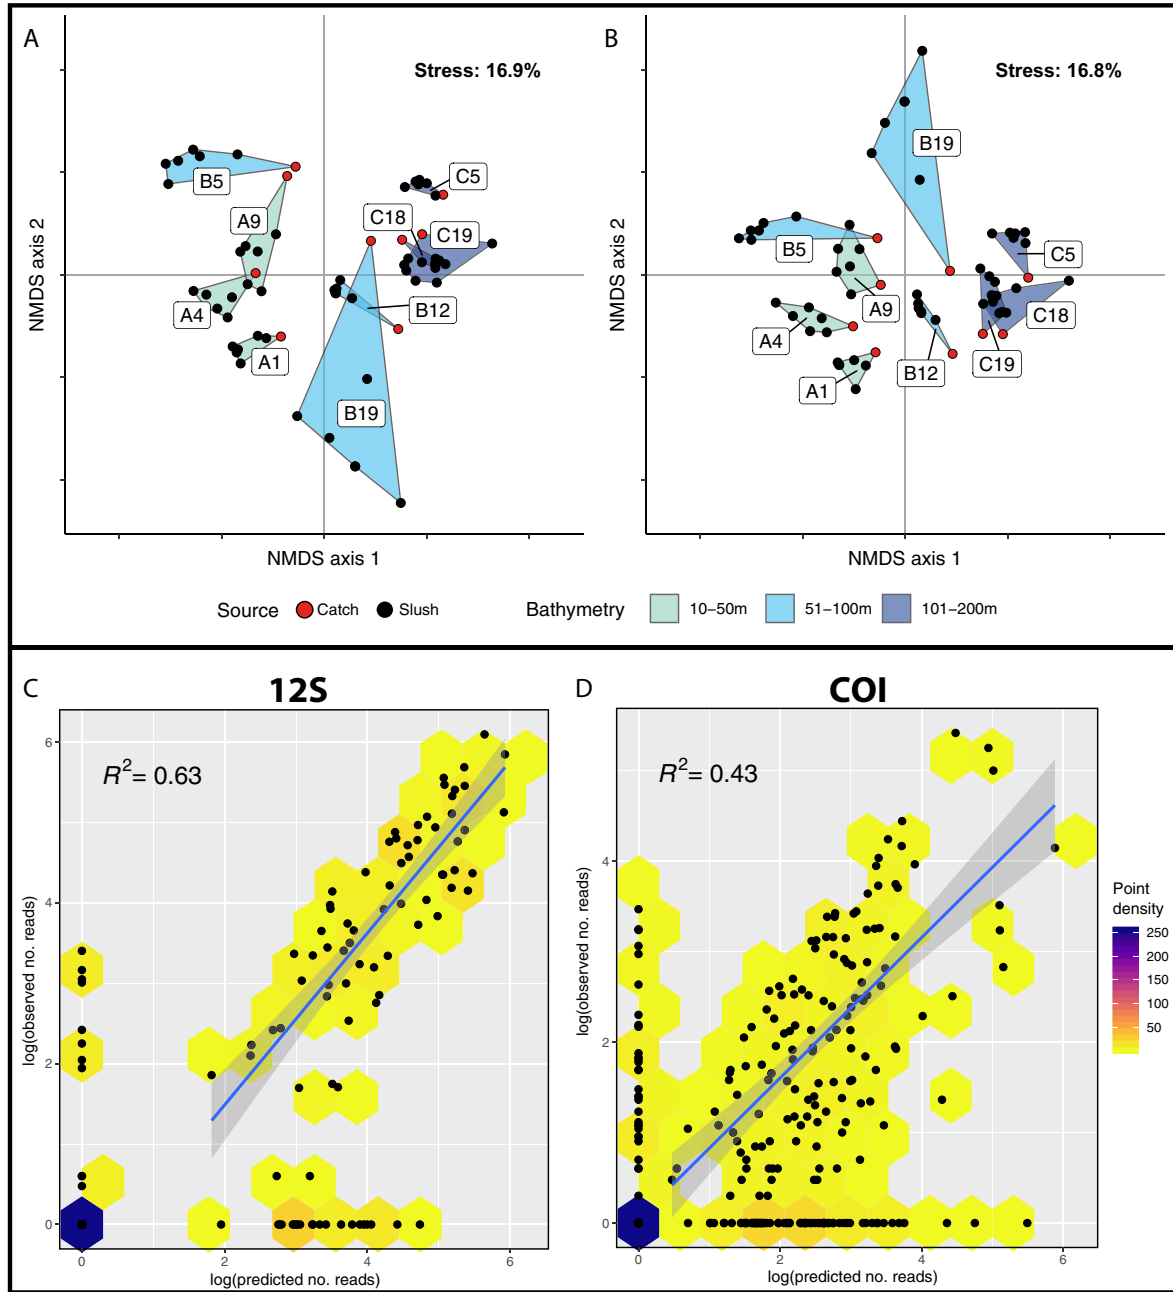 A
Stress: 16.9%
B5
A9
A4
A1
C5
C18
C19
B12
B19
NMDS axis 2
NMDS axis 1
B
Stress: 16.8%
B19
B5
A9
A4
A1
B12
C5
C18
C19
NMDS axis 2
NMDS axis 1
Source Catch Slush Bathymetry 10–50m 51–100m 101–200m
C
12S
R²= 0.63
6
4
2
0
0 2 4 6
log(observed no. reads)
log(predicted no. reads)
D
COI
R²= 0.43
4
2
0
0 2 4 6
log(observed no. reads)
log(predicted no. reads)
Point
density
250
200
150
100
50